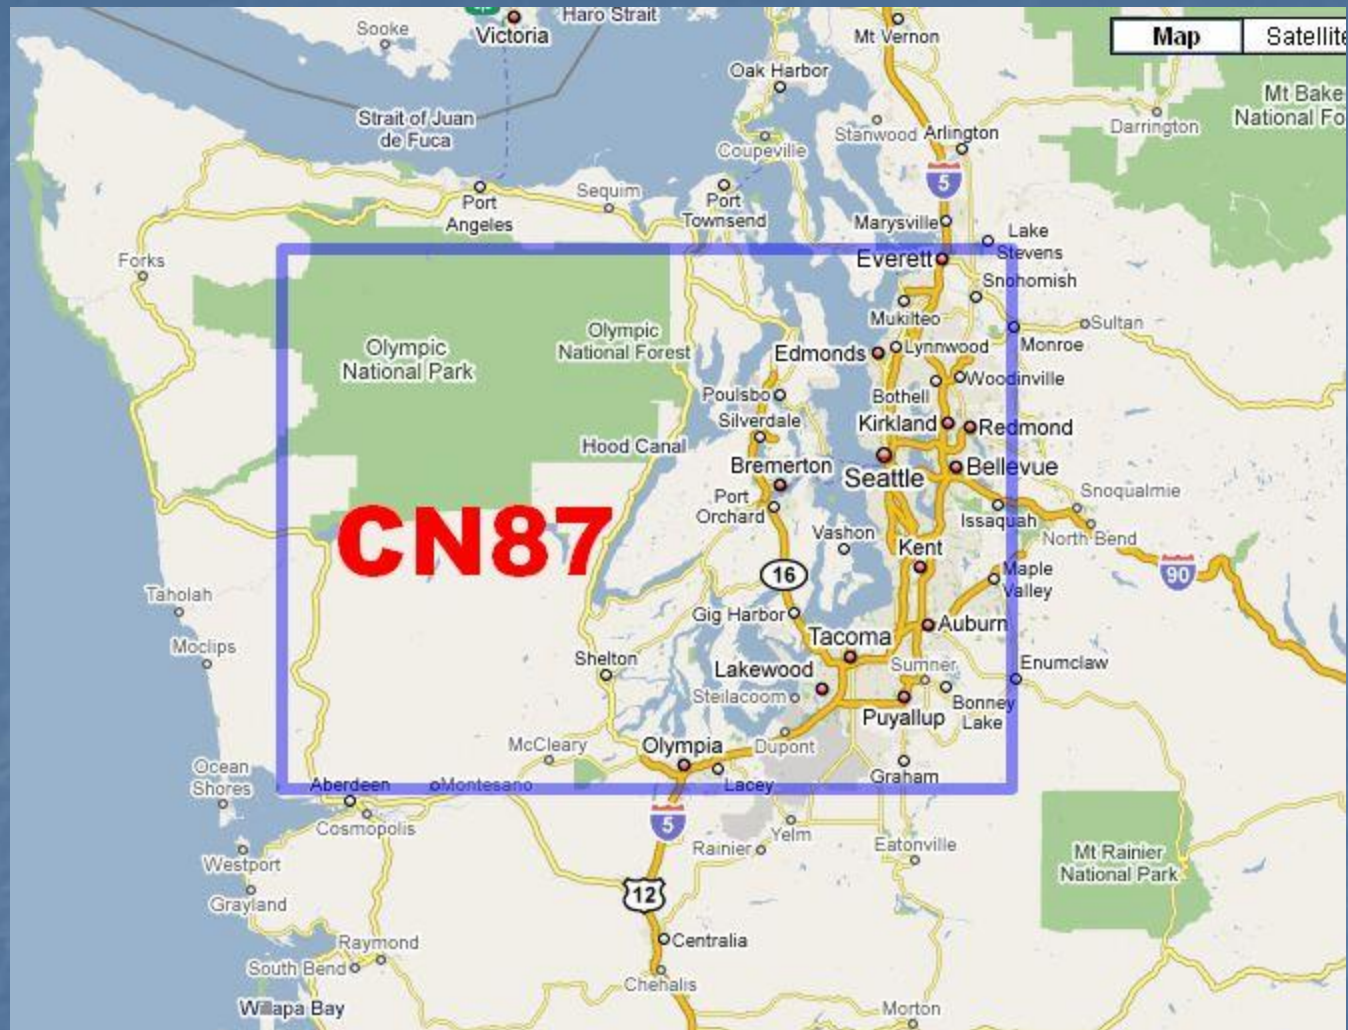 Sooke
Victoria
Haro Strait
Mt Vernon
Map
Satellite
Oak Harbor
Mt Bake
National Fo
Strait of Juan
de Fuca
Stanwood
Arlington
Darrington
Coupeville
5
Port
Angeles
Sequim
Port
Townsend
Marysville
Lake
Stevens
Forks
Everett
Snohomish
Mukilteo
Sultan
Olympic
National Park
Olympic
National Forest
Edmonds
Lynnwood
Monroe
Poulsbo
Bothell
Woodinville
Silverdale
Kirkland
Redmond
Hood Canal
Bremerton
Seattle
Bellevue
Port
Orchard
Snoqualmie
Issaquah
North Bend
CN87
Vashon
Kent
16
Maple
Valley
90
Taholah
Gig Harbor
Auburn
Moclips
Tacoma
Shelton
Lakewood
Sumner
Enumclaw
Steilacoom
Puyallup
Bonney
Lake
McCleary
Olympia
Dupont
Ocean
Shores
Aberdeen
Montesano
Lacey
Graham
Cosmopolis
5
Yelm
Rainier
Eatonville
Westport
Mt Rainier
National Park
Grayland
12
Raymond
Centralia
South Bend
Chehalis
Willapa Bay
Morton